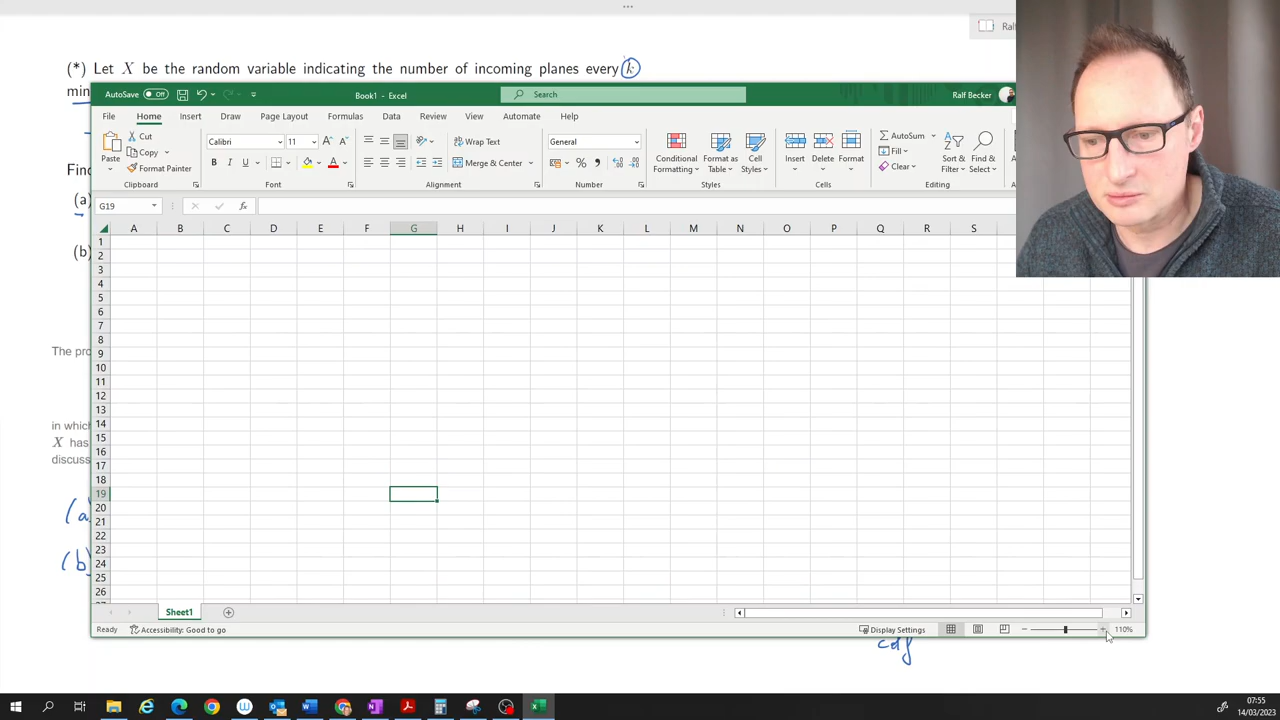 Ralf
(*) Let X be the random variable indicating the number of incoming planes every k
min
AutoSave Off Book1 - Excel Search Ralf Becker
File Home Insert Draw Page Layout Formulas Data Review View Automate Help
Paste Cut Copy Format Painter Calibri 11 B I U A Wrap Text Merge & Center General % Conditional Formatting Format as Table Cell Styles Insert Delete Format AutoSum Fill Clear Sort & Filter Find & Select
Clipboard Font Alignment Number Styles Cells Editing
Find
(a)
G19 fx
A B C D E F G H I J K L M N O P Q R S
(b)
1
2
3
4
5
6
7
8
9
10
11
12
13
14
15
16
17
18
19
20
21
22
23
24
25
26
The pro
in which
X has
discuss
(a)
(b)
Sheet1
Ready Accessibility: Good to go Display Settings 110%
cdf
07:55
14/03/2023